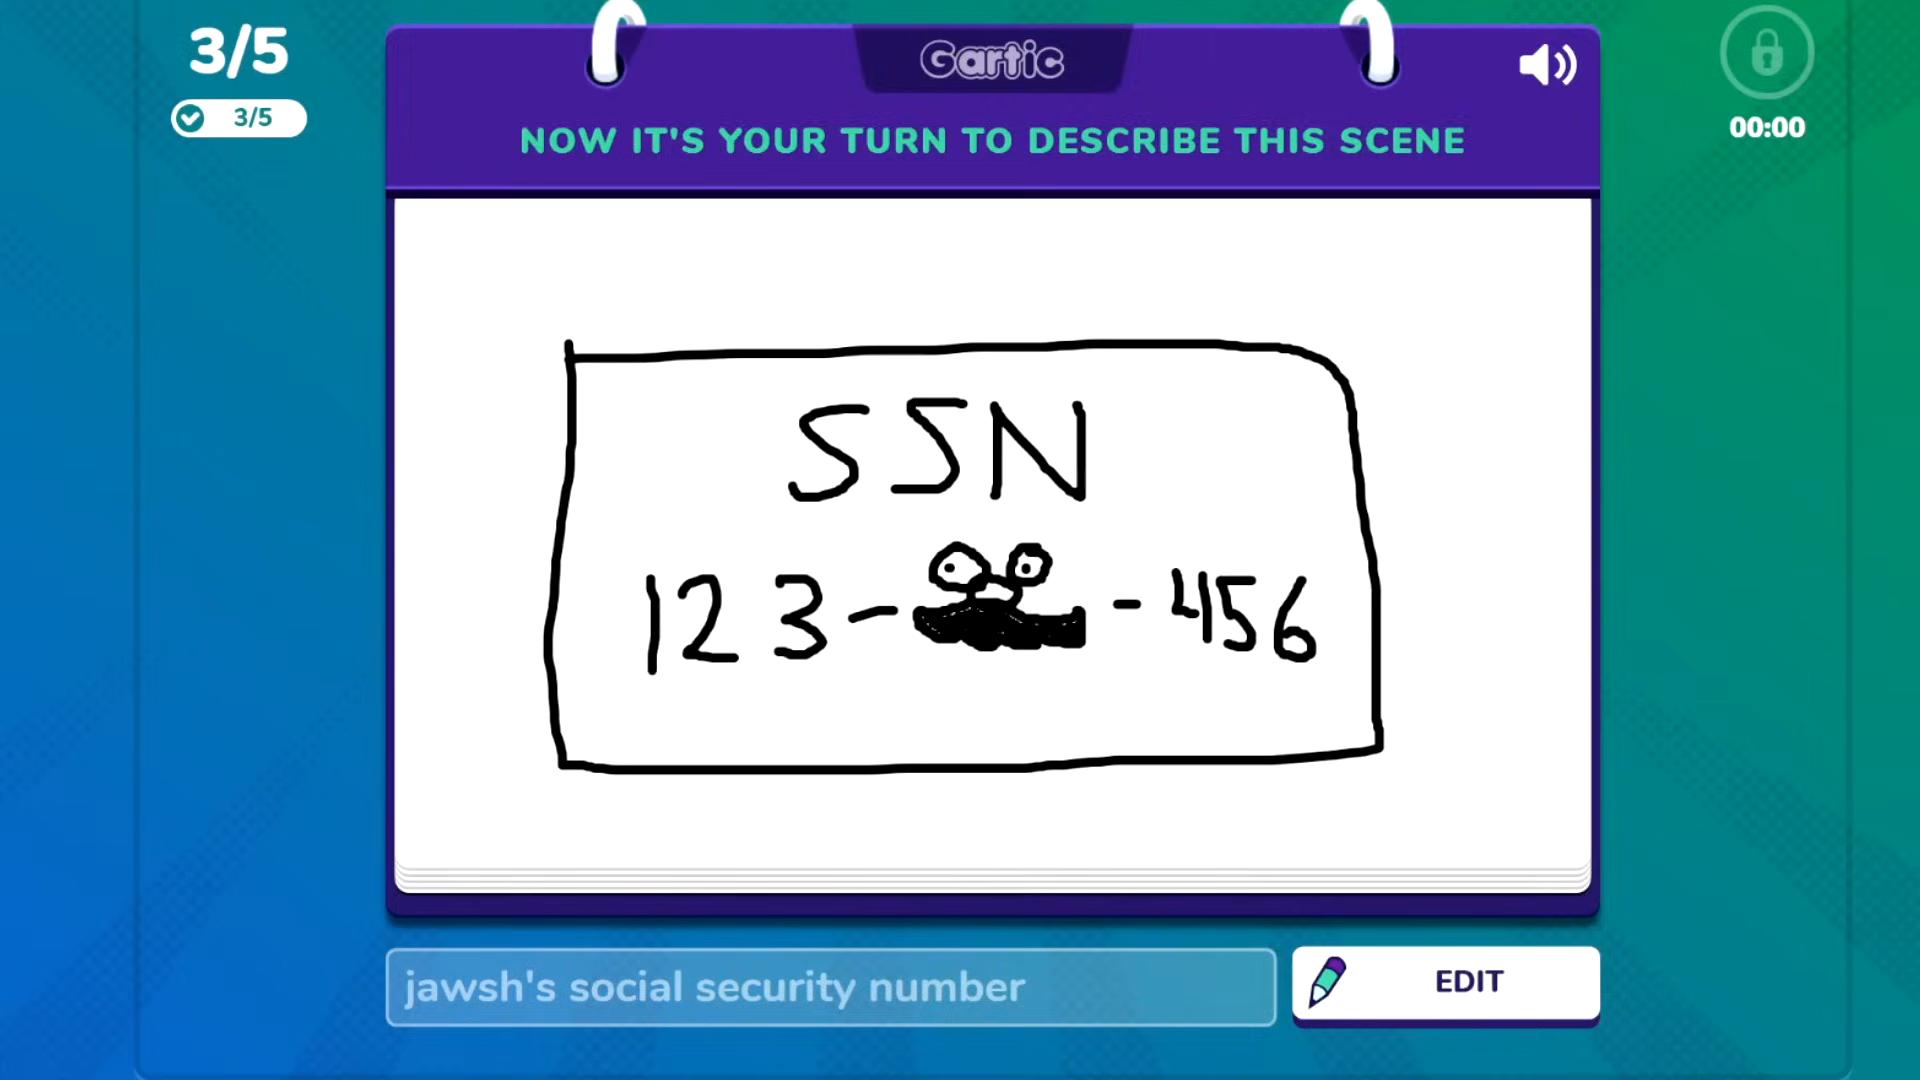 3/5
3/5
Gartic
NOW IT'S YOUR TURN TO DESCRIBE THIS SCENE
00:00
SSN
123- -456
jawsh's social security number
EDIT